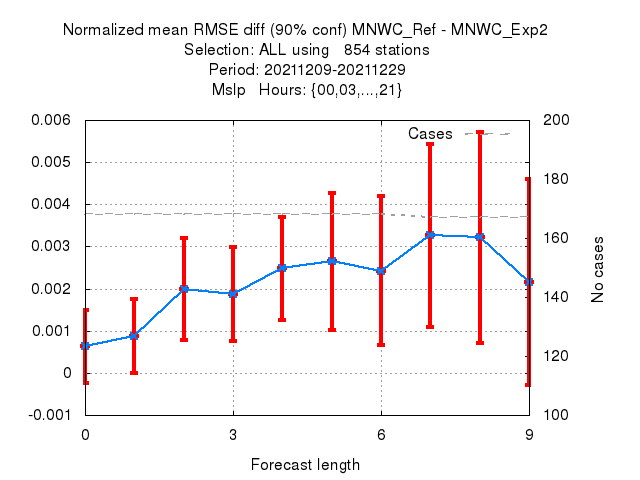 Normalized mean RMSE diff (90% conf) MNWC_Ref - MNWC_Exp2
Selection: ALL using   854 stations
Period: 20211209-20211229
Mslp   Hours: {00,03,...,21}
Cases
0.006
0.005
0.004
0.003
0.002
0.001
0
-0.001
200
180
160
140
120
100
No cases
0 3 6 9
Forecast length